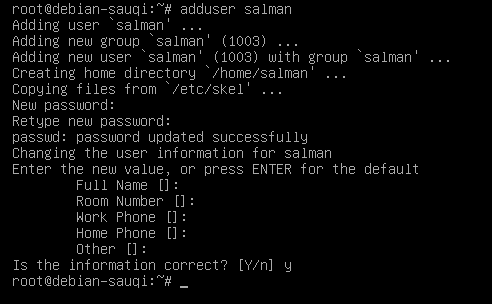 root@debian-sauqi:~# adduser salman
Adding user `salman' ...
Adding new group `salman' (1003) ...
Adding new user `salman' (1003) with group `salman' ...
Creating home directory `/home/salman' ...
Copying files from `/etc/skel' ...
New password:
Retype new password:
passwd: password updated successfully
Changing the user information for salman
Enter the new value, or press ENTER for the default
Full Name []:
Room Number []:
Work Phone []:
Home Phone []:
Other []:
Is the information correct? [Y/n] y
root@debian-sauqi:~# _